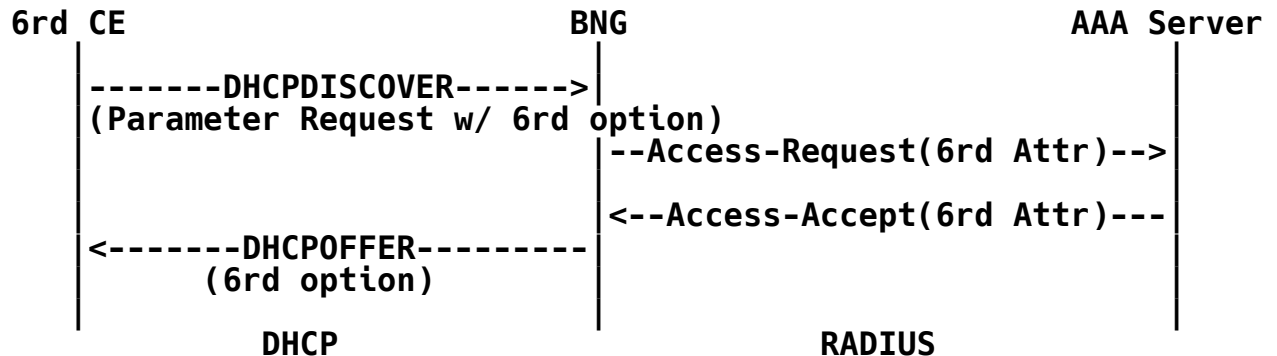 6rd CE BNG AAA Server
-------DHCPDISCOVER------>
(Parameter Request w/ 6rd option)
--Access-Request(6rd Attr)-->
<--Access-Accept(6rd Attr)---
<-------DHCPOFFER---------
(6rd option)
DHCP RADIUS